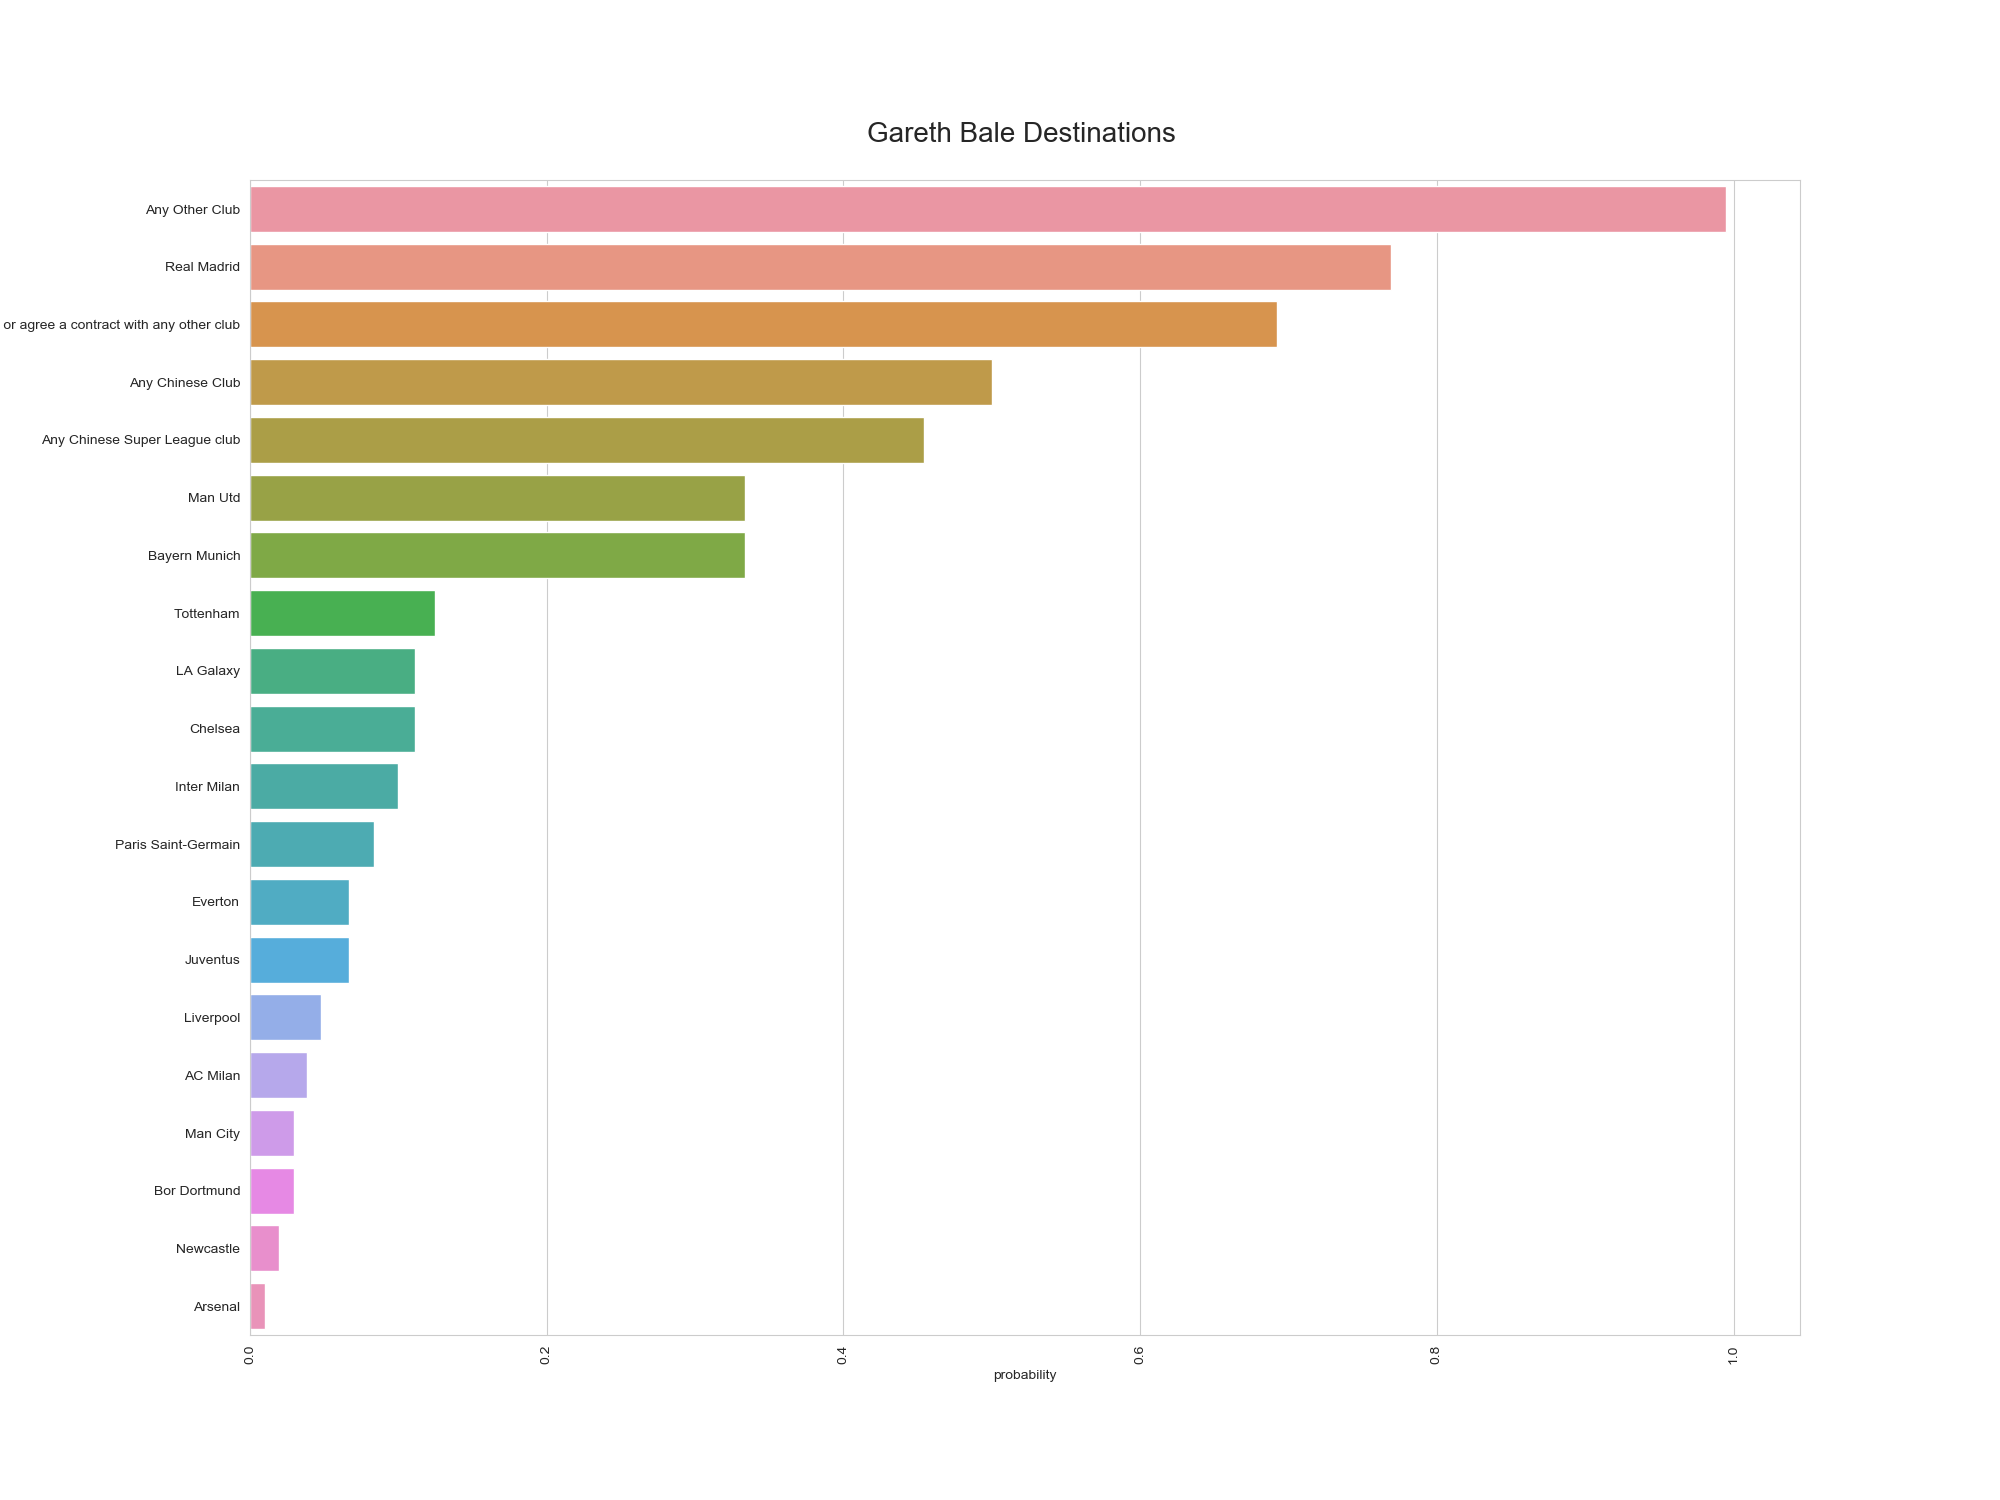 Gareth Bale Destinations
Any Other Club
Real Madrid
or agree a contract with any other club
Any Chinese Club
Any Chinese Super League club
Man Utd
Bayern Munich
Tottenham
LA Galaxy
Chelsea
Inter Milan
Paris Saint-Germain
Everton
Juventus
Liverpool
AC Milan
Man City
Bor Dortmund
Newcastle
Arsenal
0.0 0.2 0.4 0.6 0.8 1.0
probability